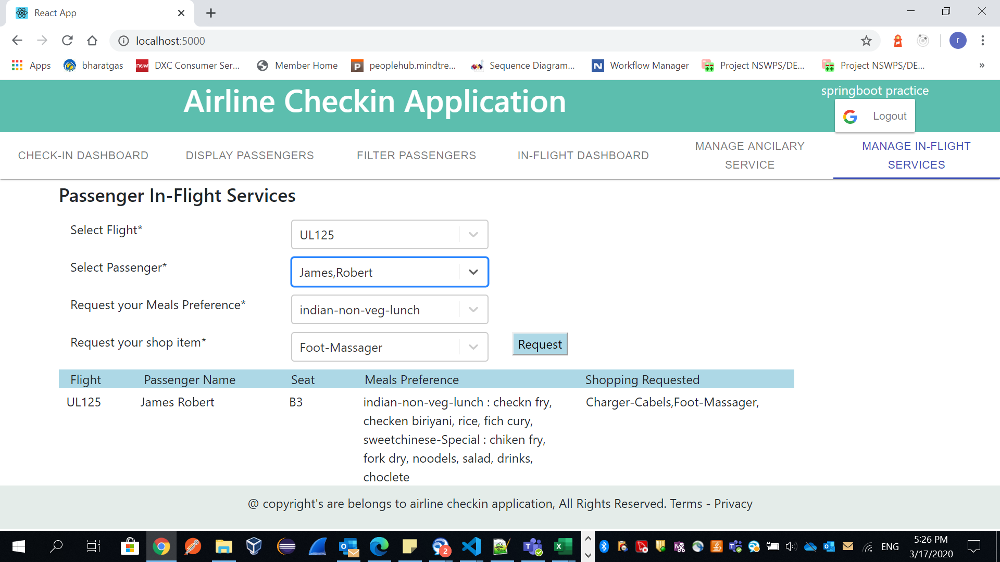 React App
localhost:5000
Apps
bharatgas
now
DXC Consumer Ser...
Member Home
P
peoplehub.mindtre...
Sequence Diagram...
N
Workflow Manager
Project NSWPS/DE...
Project NSWPS/DE...
»
r
Airline Checkin Application
springboot practice
Logout
CHECK-IN DASHBOARD
DISPLAY PASSENGERS
FILTER PASSENGERS
IN-FLIGHT DASHBOARD
MANAGE ANCILARY
SERVICE
MANAGE IN-FLIGHT
SERVICES
Passenger In-Flight Services
Select Flight*
UL125
Select Passenger*
James,Robert
Request your Meals Preference*
indian-non-veg-lunch
Request your shop item*
Foot-Massager
Request
Flight Passenger Name Seat Meals Preference Shopping Requested
UL125 James Robert B3 indian-non-veg-lunch : checkn fry, Charger-Cabels,Foot-Massager,
checken biriyani, rice, fich cury,
sweetchinese-Special : chiken fry,
fork dry, noodels, salad, drinks,
choclete
@ copyright's are belongs to airline checkin application, All Rights Reserved. Terms - Privacy
2
ENG
5:26 PM
3/17/2020